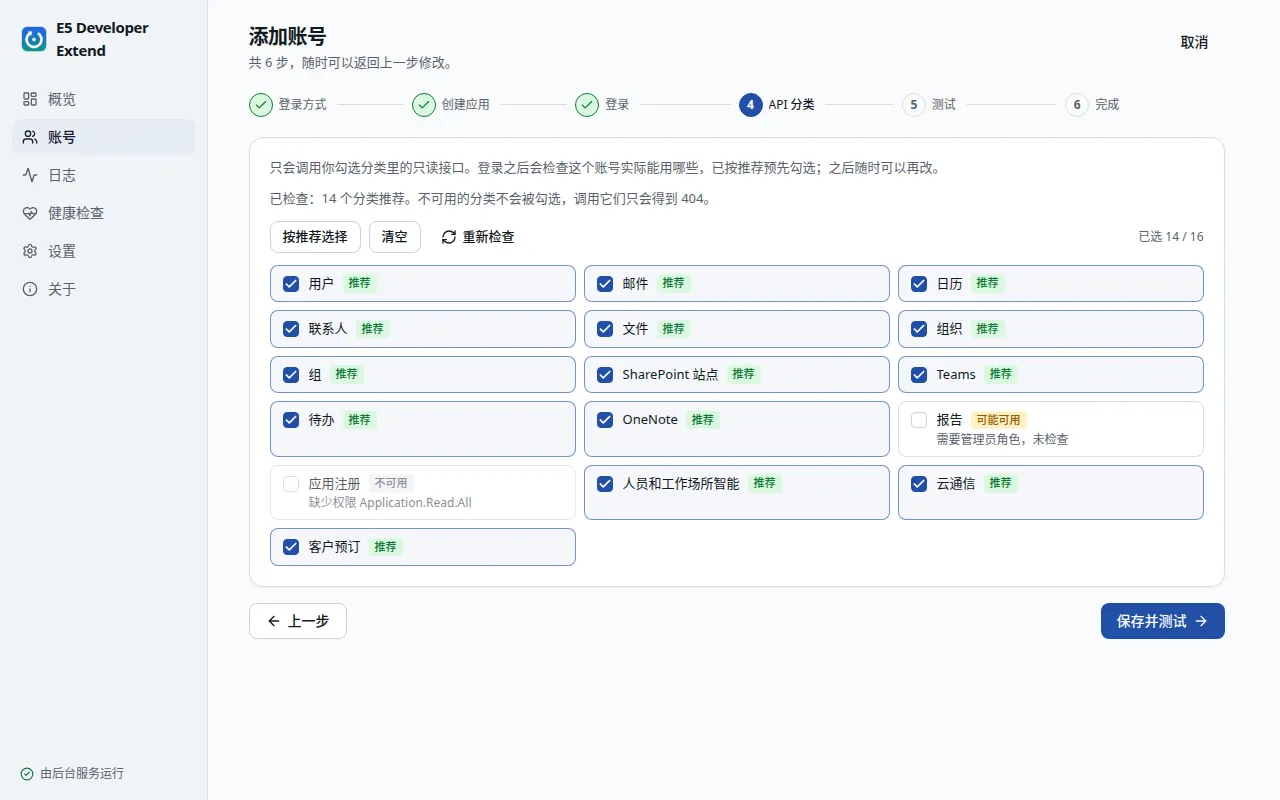 E5 Developer
Extend
概览
账号
日志
健康检查
设置
关于
由后台服务运行
添加账号
共 6 步，随时可以返回上一步修改。
取消
登录方式
创建应用
登录
4 API 分类
5 测试
6 完成
只会调用你勾选分类里的只读接口。登录之后会检查这个账号实际能用哪些，已按推荐预先勾选；之后随时可以再改。
已检查：14 个分类推荐。不可用的分类不会被勾选，调用它们只会得到 404。
按推荐选择 清空 重新检查 已选 14 / 16
用户 推荐 邮件 推荐 日历 推荐
联系人 推荐 文件 推荐 组织 推荐
组 推荐 SharePoint 站点 推荐 Teams 推荐
待办 推荐 OneNote 推荐 报告 可能可用
需要管理员角色，未检查
应用注册 不可用 人员和工作场所智能 推荐 云通信 推荐
缺少权限 Application.Read.All
客户预订 推荐
上一步 保存并测试